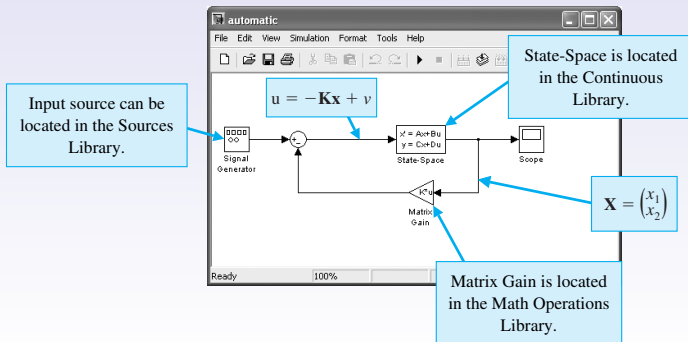 automatic
File Edit View Simulation Format Tools Help
State-Space is located
in the Continuous
Library.
u = −Kx + v
Input source can be
located in the Sources
Library.
Signal
Generator
+
−
x' = Ax+Bu
y = Cx+Du
State-Space
Scope
K*u
Matrix
Gain
X = (x₁
x₂)
Matrix Gain is located
in the Math Operations
Library.
Ready 100%